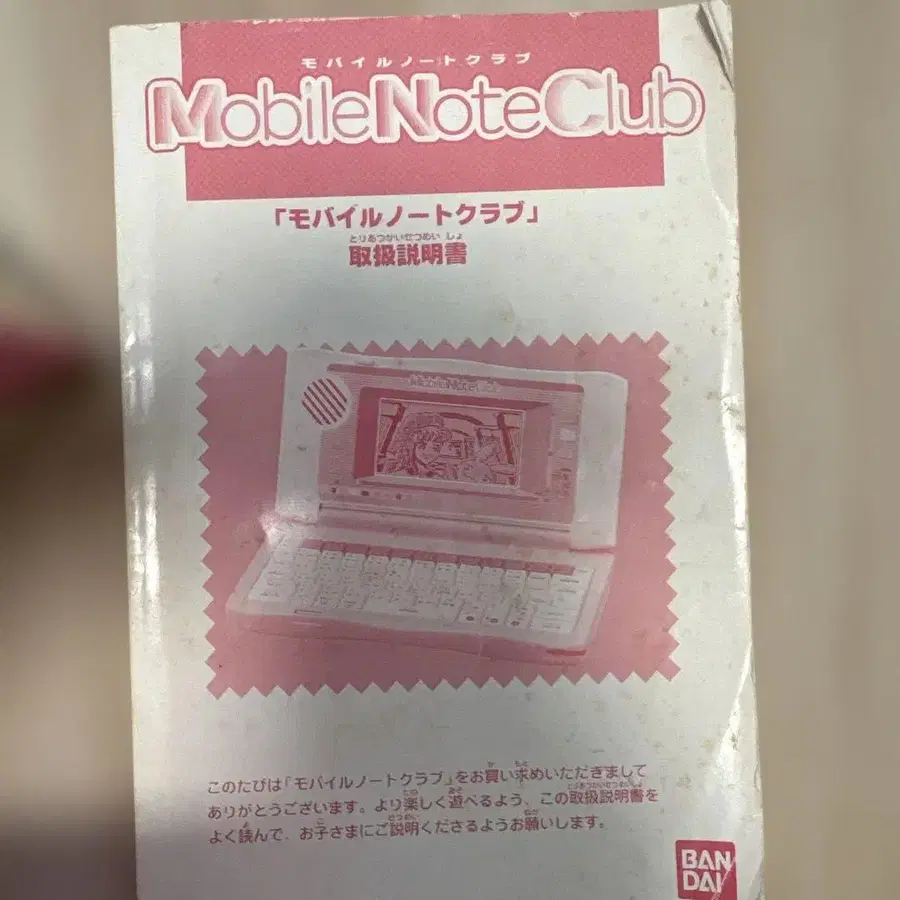 モバイルノートクラブ
MobileNoteClub
「モバイルノートクラブ」
とりあつかいせつめいしょ
取扱説明書
MobileNoteClub
このたびは「モバイルノートクラブ」をお買い求めいただきまして
ありがとうございます。より楽しく遊べるよう、この取扱説明書を
よく読んで、お子さまにご説明くださるようお願いします。
BAN
DAI